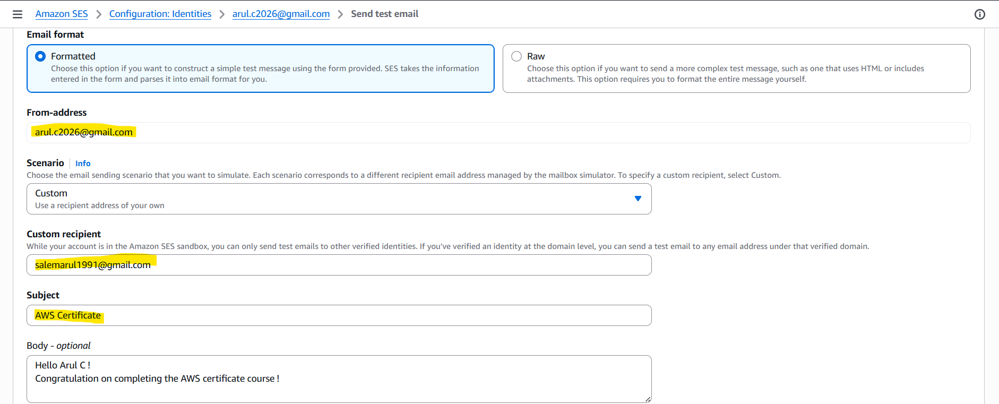 Amazon SES > Configuration: Identities > arul.c2026@gmail.com > Send test email
Email format
Formatted
Choose this option if you want to construct a simple test message using the form provided. SES takes the information
entered in the form and parses it into email format for you.
Raw
Choose this option if you want to send a more complex test message, such as one that uses HTML or includes
attachments. This option requires you to format the entire message yourself.
From-address
arul.c2026@gmail.com
Scenario | Info
Choose the email sending scenario that you want to simulate. Each scenario corresponds to a different recipient email address managed by the mailbox simulator. To specify a custom recipient, select Custom.
Custom
Use a recipient address of your own
Custom recipient
While your account is in the Amazon SES sandbox, you can only send test emails to other verified identities. If you've verified an identity at the domain level, you can send a test email to any email address under that verified domain.
salemarul1991@gmail.com
Subject
AWS Certificate
Body - optional
Hello Arul C !
Congratulation on completing the AWS certificate course !